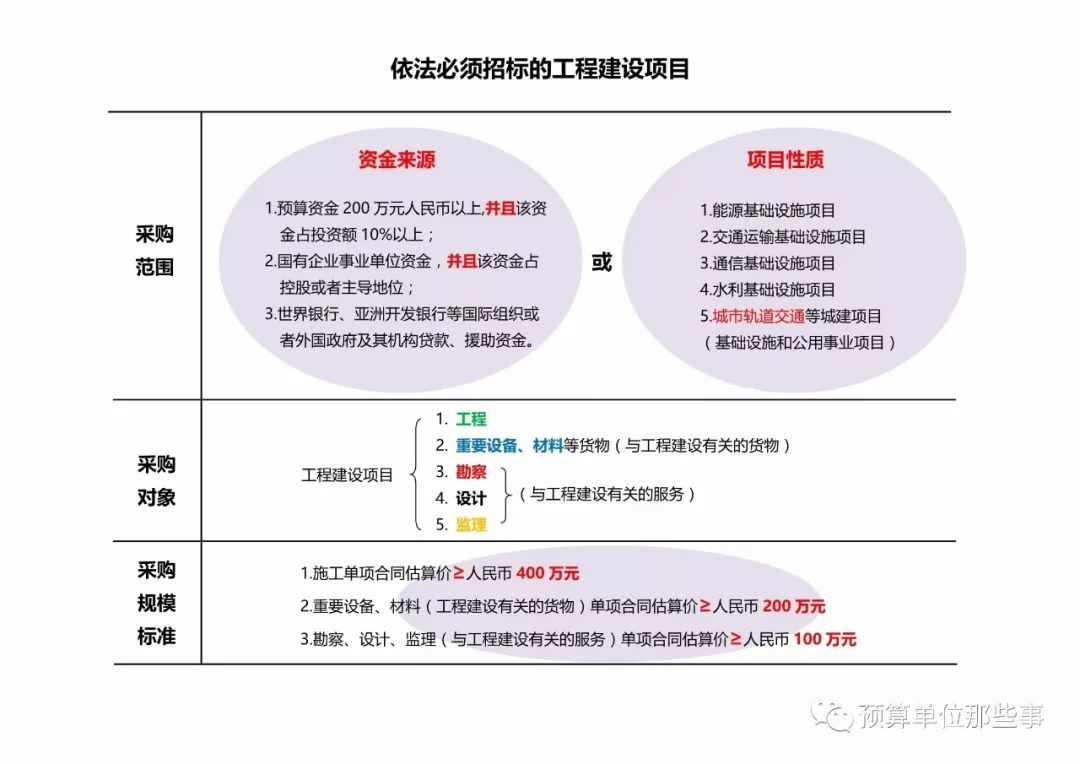 依法必须招标的工程建设项目
采购
范围
资金来源
1.预算资金 200 万元人民币以上,并且该资
金占投资额 10%以上；
2.国有企业事业单位资金，并且该资金占
控股或者主导地位；
3.世界银行、亚洲开发银行等国际组织或
者外国政府及其机构贷款、援助资金。
或
项目性质
1.能源基础设施项目
2.交通运输基础设施项目
3.通信基础设施项目
4.水利基础设施项目
5.城市轨道交通等城建项目
（基础设施和公用事业项目）
采购
对象
工程建设项目
1. 工程
2. 重要设备、材料等货物（与工程建设有关的货物）
3. 勘察
4. 设计
5. 监理
（与工程建设有关的服务）
采购
规模
标准
1.施工单项合同估算价≥人民币 400 万元
2.重要设备、材料（工程建设有关的货物）单项合同估算价≥人民币 200 万元
3.勘察、设计、监理（与工程建设有关的服务）单项合同估算价≥人民币 100 万元
预算单位那些事